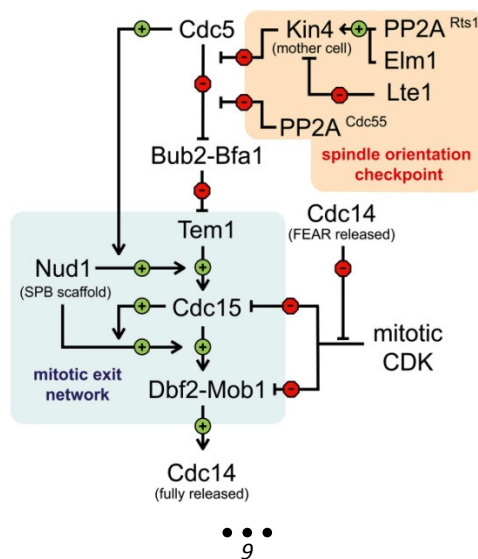 Cdc5
Kin4
(mother cell)
PP2A Rts1
Elm1
Lte1
PP2A Cdc55
spindle orientation
checkpoint
Bub2-Bfa1
Tem1
Cdc14
(FEAR released)
Nud1
(SPB scaffold)
Cdc15
mitotic
CDK
mitotic exit
network
Dbf2-Mob1
Cdc14
(fully released)
9